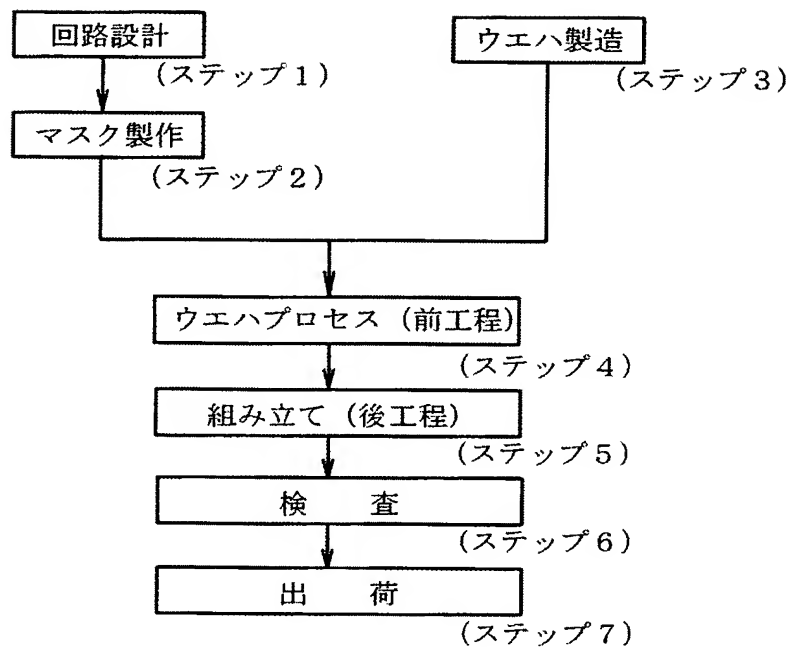 回路設計
(ステップ1)
マスク製作
(ステップ2)
ウエハ製造
(ステップ3)
ウエハプロセス(前工程)
(ステップ4)
組み立て(後工程)
(ステップ5)
検 査
(ステップ6)
出 荷
(ステップ7)